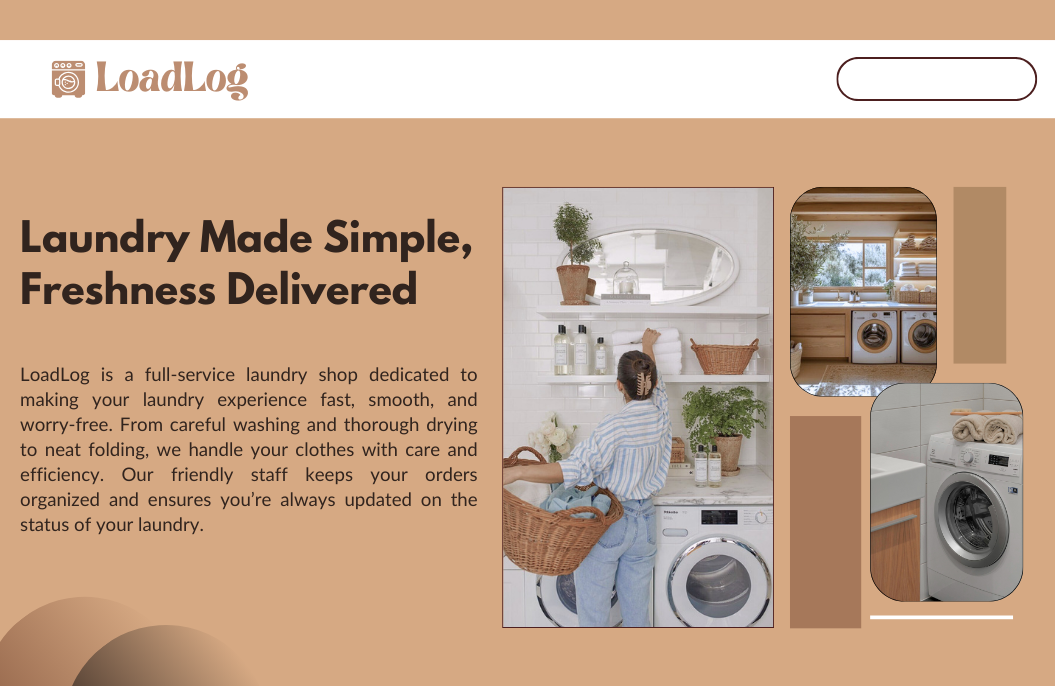 LoadLog
Laundry Made Simple,
Freshness Delivered
LoadLog is a full-service laundry shop dedicated to
making your laundry experience fast, smooth, and
worry-free. From careful washing and thorough drying
to neat folding, we handle your clothes with care and
efficiency. Our friendly staff keeps your orders
organized and ensures you're always updated on the
status of your laundry.